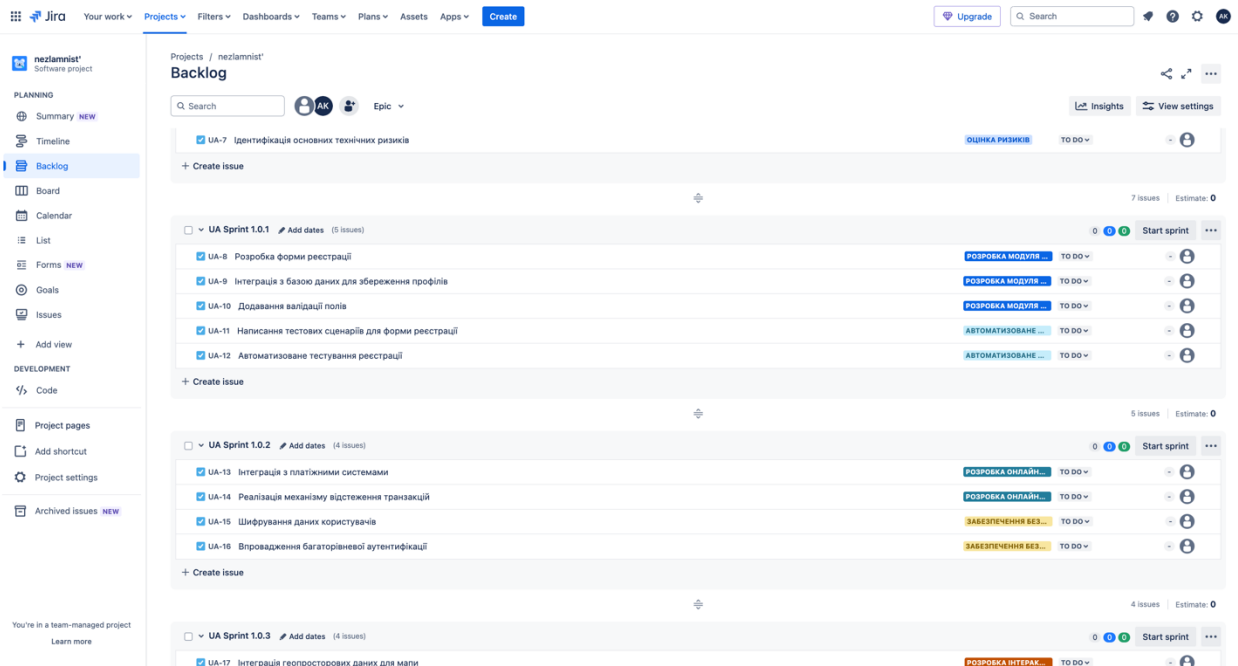 Jira Your work Projects Filters Dashboards Teams Plans Assets Apps Create Upgrade Search AK
nezlamnist'
Software project
PLANNING
Summary NEW
Timeline
Backlog
Board
Calendar
List
Forms NEW
Goals
Issues
Add view
DEVELOPMENT
Code
Project pages
Add shortcut
Project settings
Archived issues NEW
You're in a team-managed project
Learn more
Projects / nezlamnist'
Backlog
Search AK Epic Insights View settings
UA-7 Ідентифікація основних технічних ризиків ОЦІНКА РИЗИКІВ TO DO -
+ Create issue
7 issues Estimate: 0
UA Sprint 1.0.1 Add dates (5 issues) 0 0 0 Start sprint
UA-8 Розробка форми реєстрації РОЗРОБКА МОДУЛЯ ... TO DO -
UA-9 Інтеграція з базою даних для збереження профілів РОЗРОБКА МОДУЛЯ ... TO DO -
UA-10 Додавання валідації полів РОЗРОБКА МОДУЛЯ ... TO DO -
UA-11 Написання тестових сценаріїв для форми реєстрації АВТОМАТИЗОВАНЕ ... TO DO -
UA-12 Автоматизоване тестування реєстрації АВТОМАТИЗОВАНЕ ... TO DO -
+ Create issue
5 issues Estimate: 0
UA Sprint 1.0.2 Add dates (4 issues) 0 0 0 Start sprint
UA-13 Інтеграція з платіжними системами РОЗРОБКА ОНЛАЙН... TO DO -
UA-14 Реалізація механізму відстеження транзакцій РОЗРОБКА ОНЛАЙН... TO DO -
UA-15 Шифрування даних користувачів ЗАБЕЗПЕЧЕННЯ БЕЗ... TO DO -
UA-16 Впровадження багаторівневої аутентифікації ЗАБЕЗПЕЧЕННЯ БЕЗ... TO DO -
+ Create issue
4 issues Estimate: 0
UA Sprint 1.0.3 Add dates (4 issues) 0 0 0 Start sprint
UA-17 Інтеграція геопросторових даних для мапи РОЗРОБКА ІНТЕРАК... TO DO -